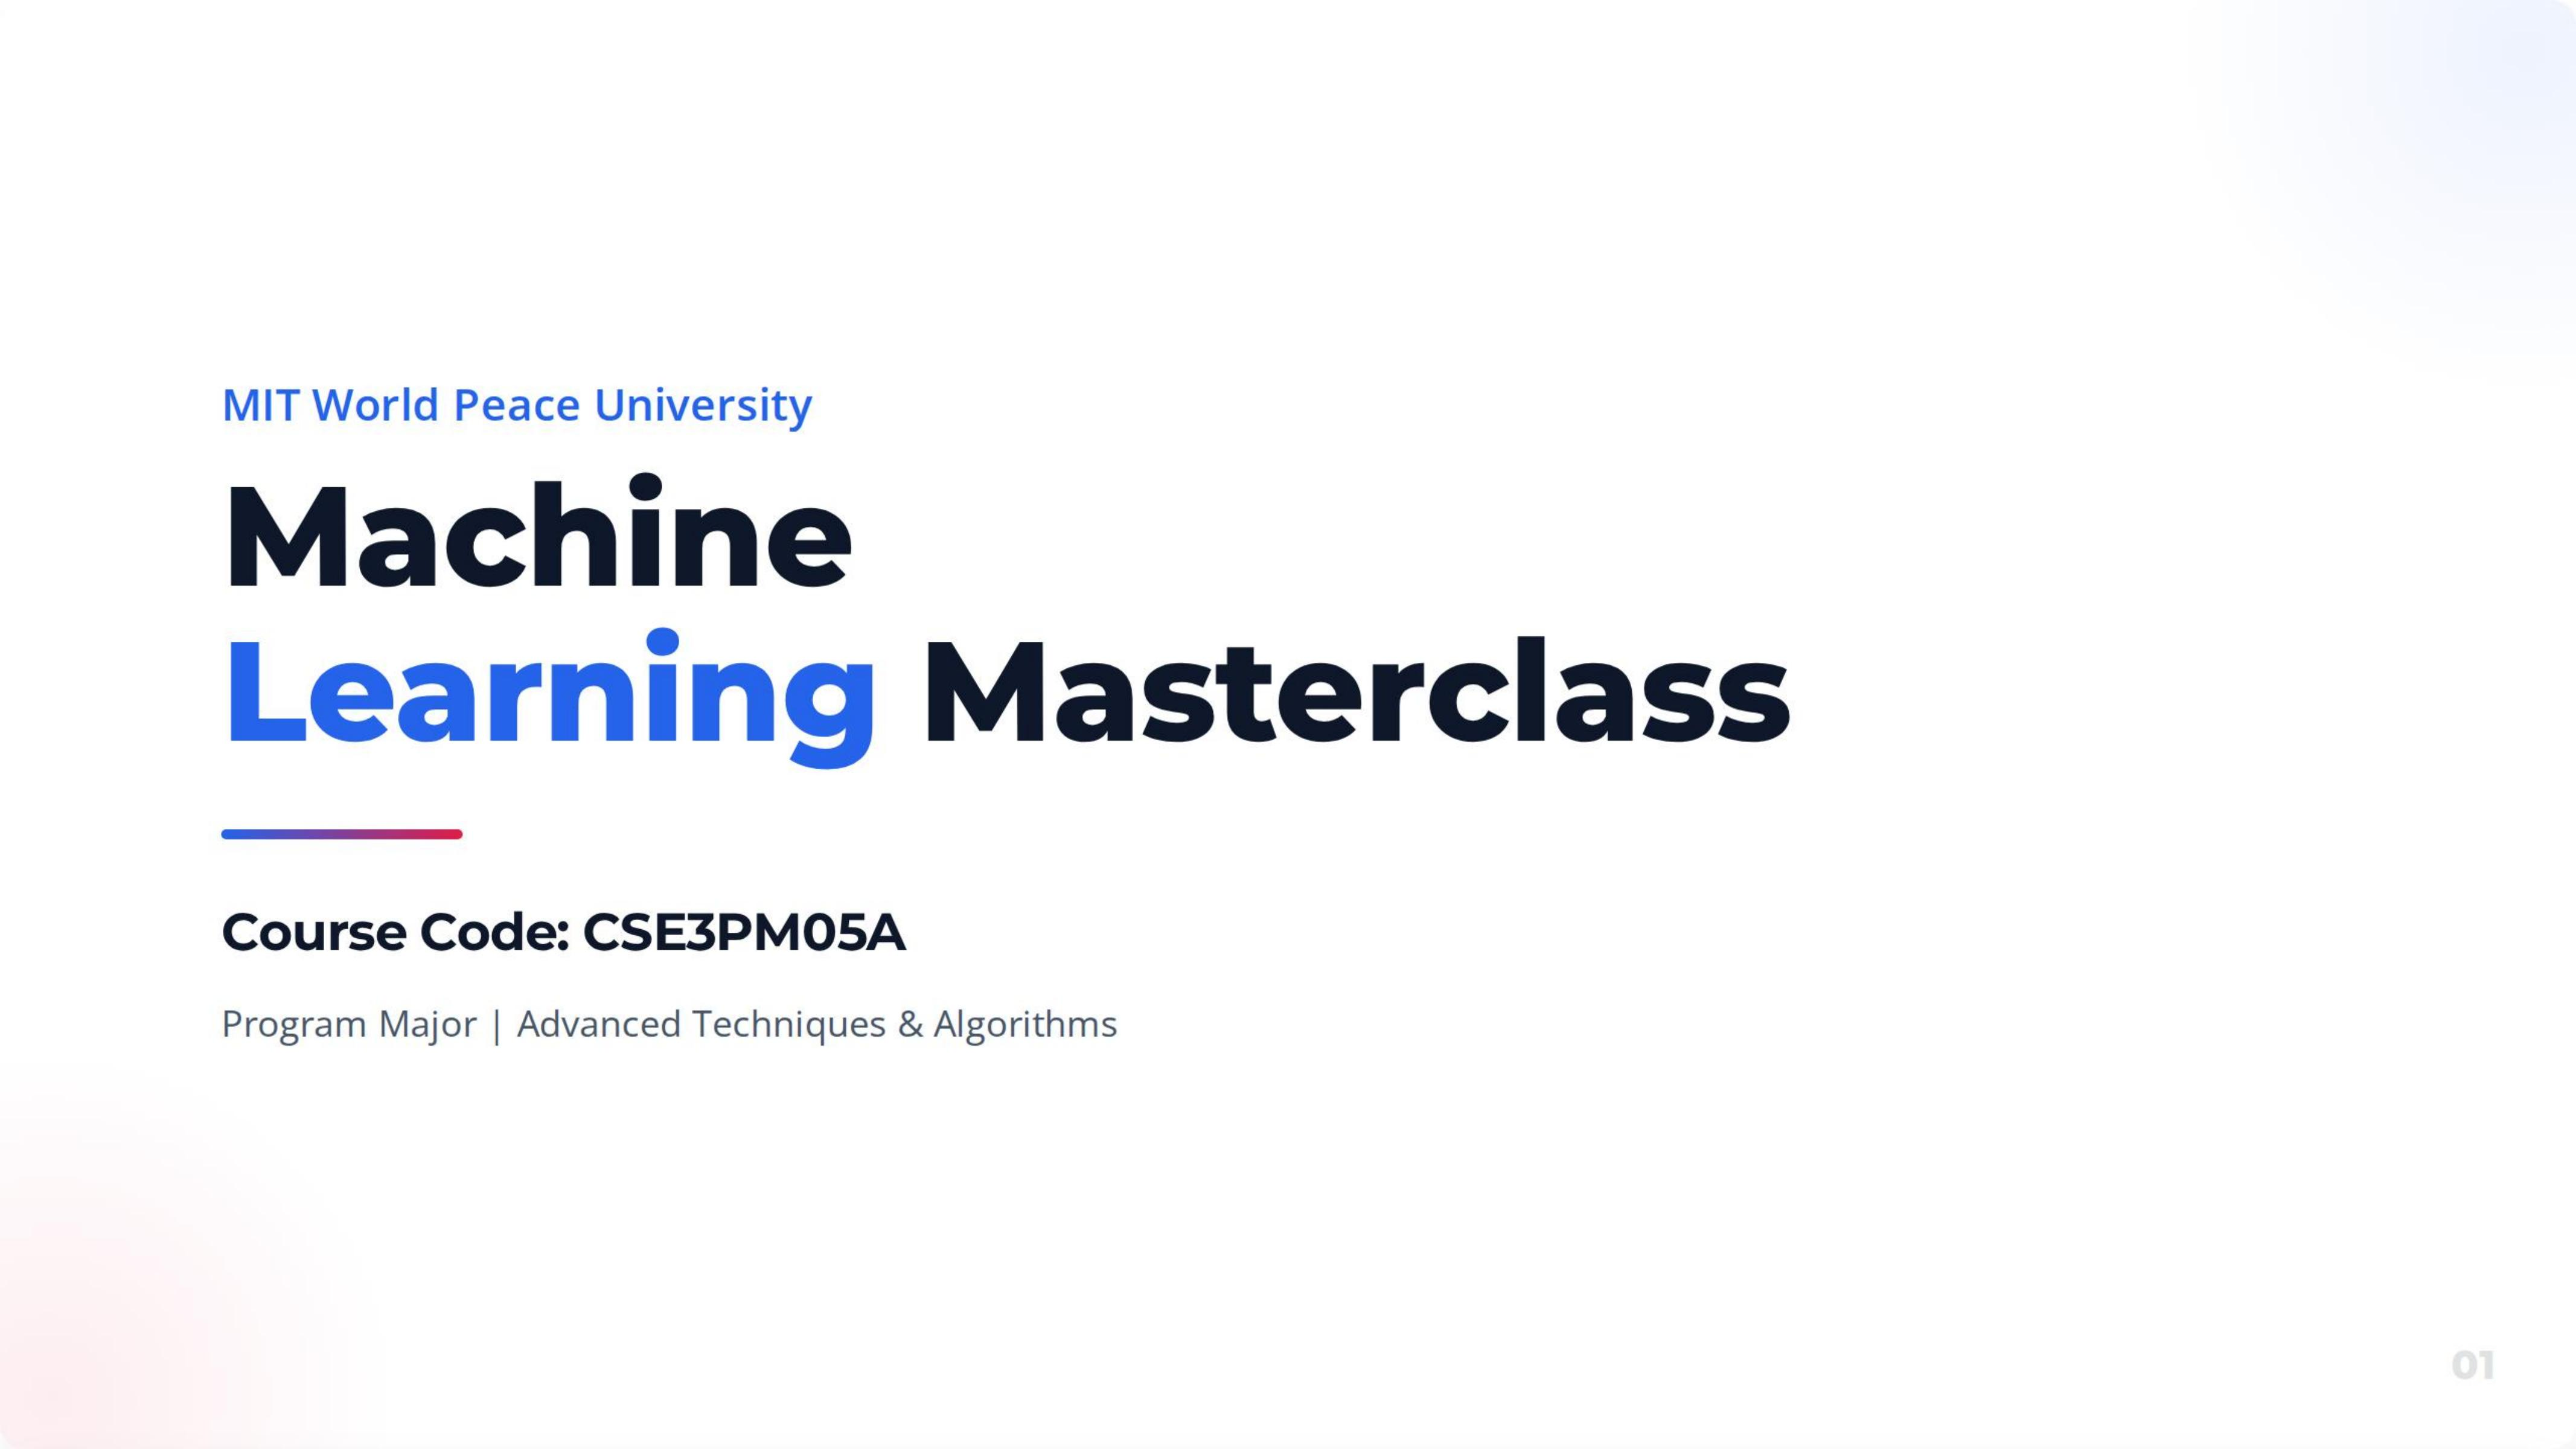 MIT World Peace University
Machine
Learning Masterclass
Course Code: CSE3PM05A
Program Major | Advanced Techniques & Algorithms
01